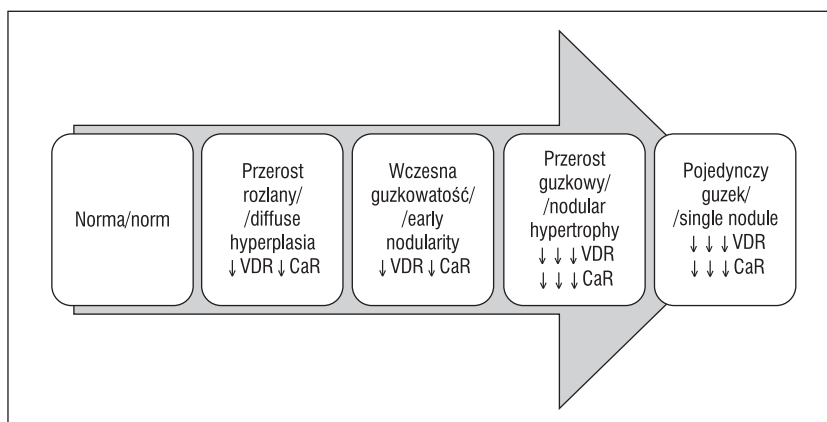 Norma/norm
Przerost
rozlany/
/diffuse
hyperplasia
↓VDR ↓CaR
Wczesna
guzkowatość/
/early
nodularity
↓VDR ↓CaR
Przerost
guzkowy/
/nodular
hypertrophy
↓ ↓ ↓VDR
↓ ↓ ↓CaR
Pojedynczy
guzek/
/single nodule
↓ ↓ ↓VDR
↓ ↓ ↓CaR